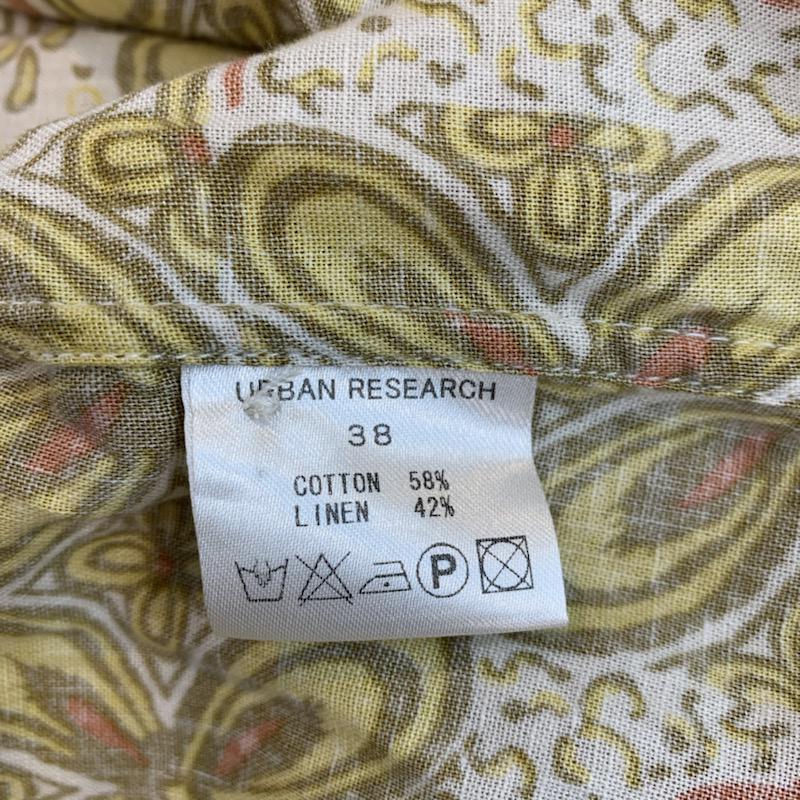 URBAN RESEARCH
38
COTTON 58%
LINEN 42%
P